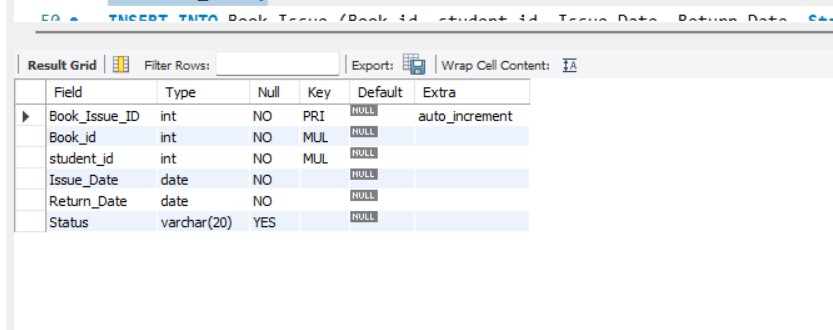 50 INSERT INTO Book_Issue (Book_id, student_id, Issue_Date, Return_Date,
Result Grid Filter Rows: Export: Wrap Cell Content: IA
Field Type Null Key Default Extra
Book_Issue_ID int NO PRI NULL auto_increment
Book_id int NO MUL NULL
student_id int NO MUL NULL
Issue_Date date NO NULL
Return_Date date NO NULL
Status varchar(20) YES NULL